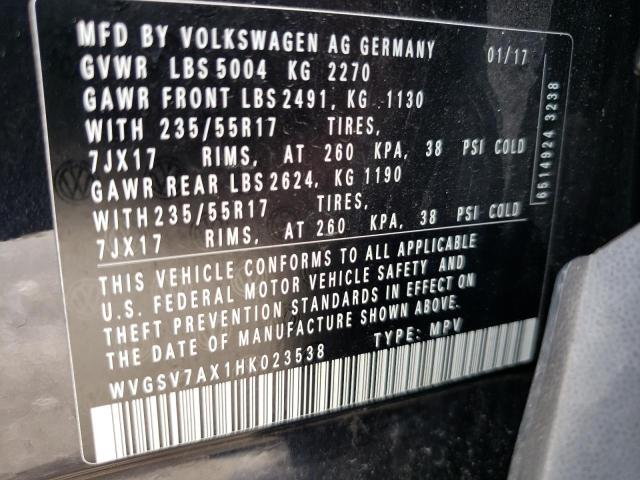 MFD BY VOLKSWAGEN AG GERMANY 01/17
GVWR LBS 5004 KG 2270
GAWR FRONT LBS 2491, KG 1130
WITH 235/55R17 TIRES,
7JX17 RIMS, AT 260 KPA, 38 PSI COLD
GAWR REAR LBS 2624, KG 1190
WITH 235/55R17 TIRES,
7JX17 RIMS, AT 260 KPA, 38 PSI COLD
THIS VEHICLE CONFORMS TO ALL APPLICABLE
U.S. FEDERAL MOTOR VEHICLE SAFETY AND
THEFT PREVENTION STANDARDS IN EFFECT ON
THE DATE OF MANUFACTURE SHOWN ABOVE.
WVGSV7AX1HK023538 TYPE: MPV
6514924 3238